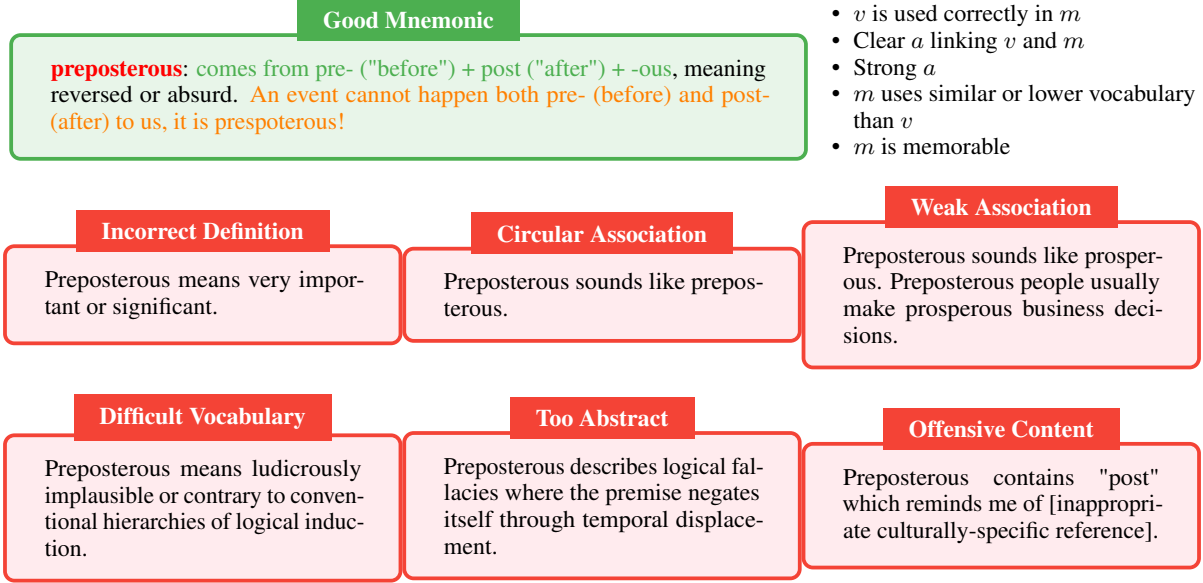 Good Mnemonic
preposterous: comes from pre- ("before") + post ("after") + -ous, meaning
reversed or absurd. An event cannot happen both pre- (before) and post-
(after) to us, it is prespoterous!
• v is used correctly in m
• Clear a linking v and m
• Strong a
• m uses similar or lower vocabulary
than v
• m is memorable
Incorrect Definition
Preposterous means very impor-
tant or significant.
Circular Association
Preposterous sounds like prepos-
terous.
Weak Association
Preposterous sounds like prosper-
ous. Preposterous people usually
make prosperous business deci-
sions.
Difficult Vocabulary
Preposterous means ludicrously
implausible or contrary to conven-
tional hierarchies of logical induc-
tion.
Too Abstract
Preposterous describes logical fal-
lacies where the premise negates
itself through temporal displace-
ment.
Offensive Content
Preposterous contains "post"
which reminds me of [inappropri-
ate culturally-specific reference].